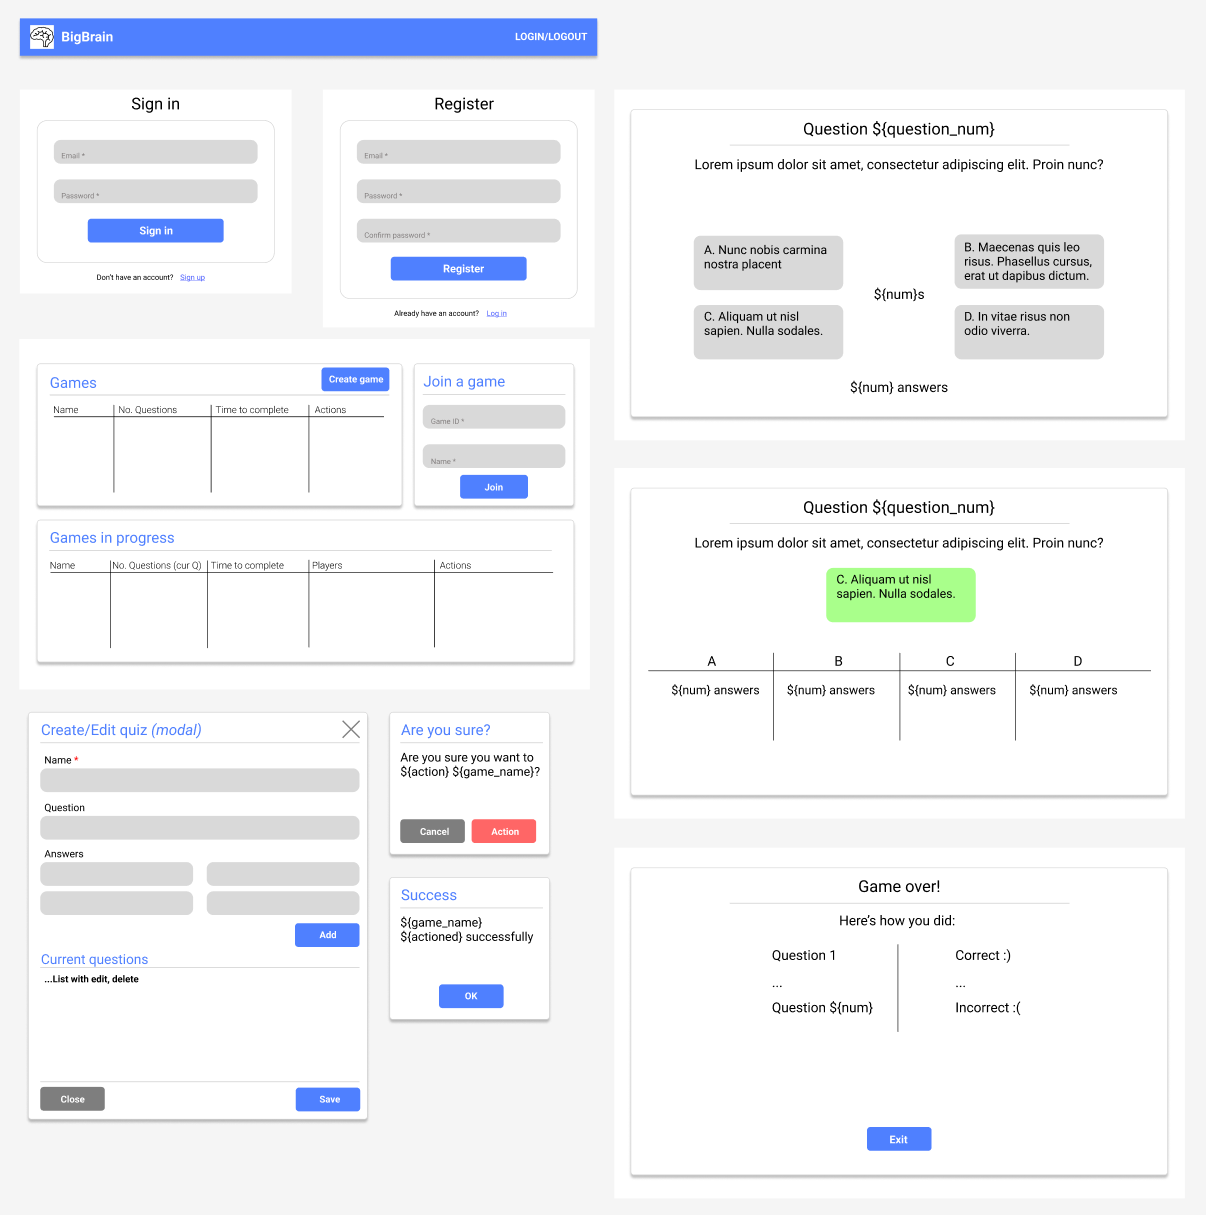 BigBrain
LOGIN/LOGOUT
Sign in
Email *
Password *
Sign in
Don't have an account? Sign up
Register
Email *
Password *
Confirm password *
Register
Already have an account? Log in
Games
Create game
Name No. Questions Time to complete Actions
Join a game
Game ID *
Name *
Join
Games in progress
Name No. Questions (cur Q) Time to complete Players Actions
Create/Edit quiz (modal)
Name *
Question
Answers
Add
Current questions
...List with edit, delete
Close
Save
Are you sure?
Are you sure you want to
${action} ${game_name}?
Cancel
Action
Success
${game_name}
${actioned} successfully
OK
Question ${question_num}
Lorem ipsum dolor sit amet, consectetur adipiscing elit. Proin nunc?
A. Nunc nobis carmina
nostra placent
B. Maecenas quis leo
risus. Phasellus cursus,
erat ut dapibus dictum.
${num}s
C. Aliquam ut nisl
sapien. Nulla sodales.
D. In vitae risus non
odio viverra.
${num} answers
Question ${question_num}
Lorem ipsum dolor sit amet, consectetur adipiscing elit. Proin nunc?
C. Aliquam ut nisl
sapien. Nulla sodales.
A B C D
${num} answers ${num} answers ${num} answers ${num} answers
Game over!
Here's how you did:
Question 1 Correct :)
... ...
Question ${num} Incorrect :(
Exit